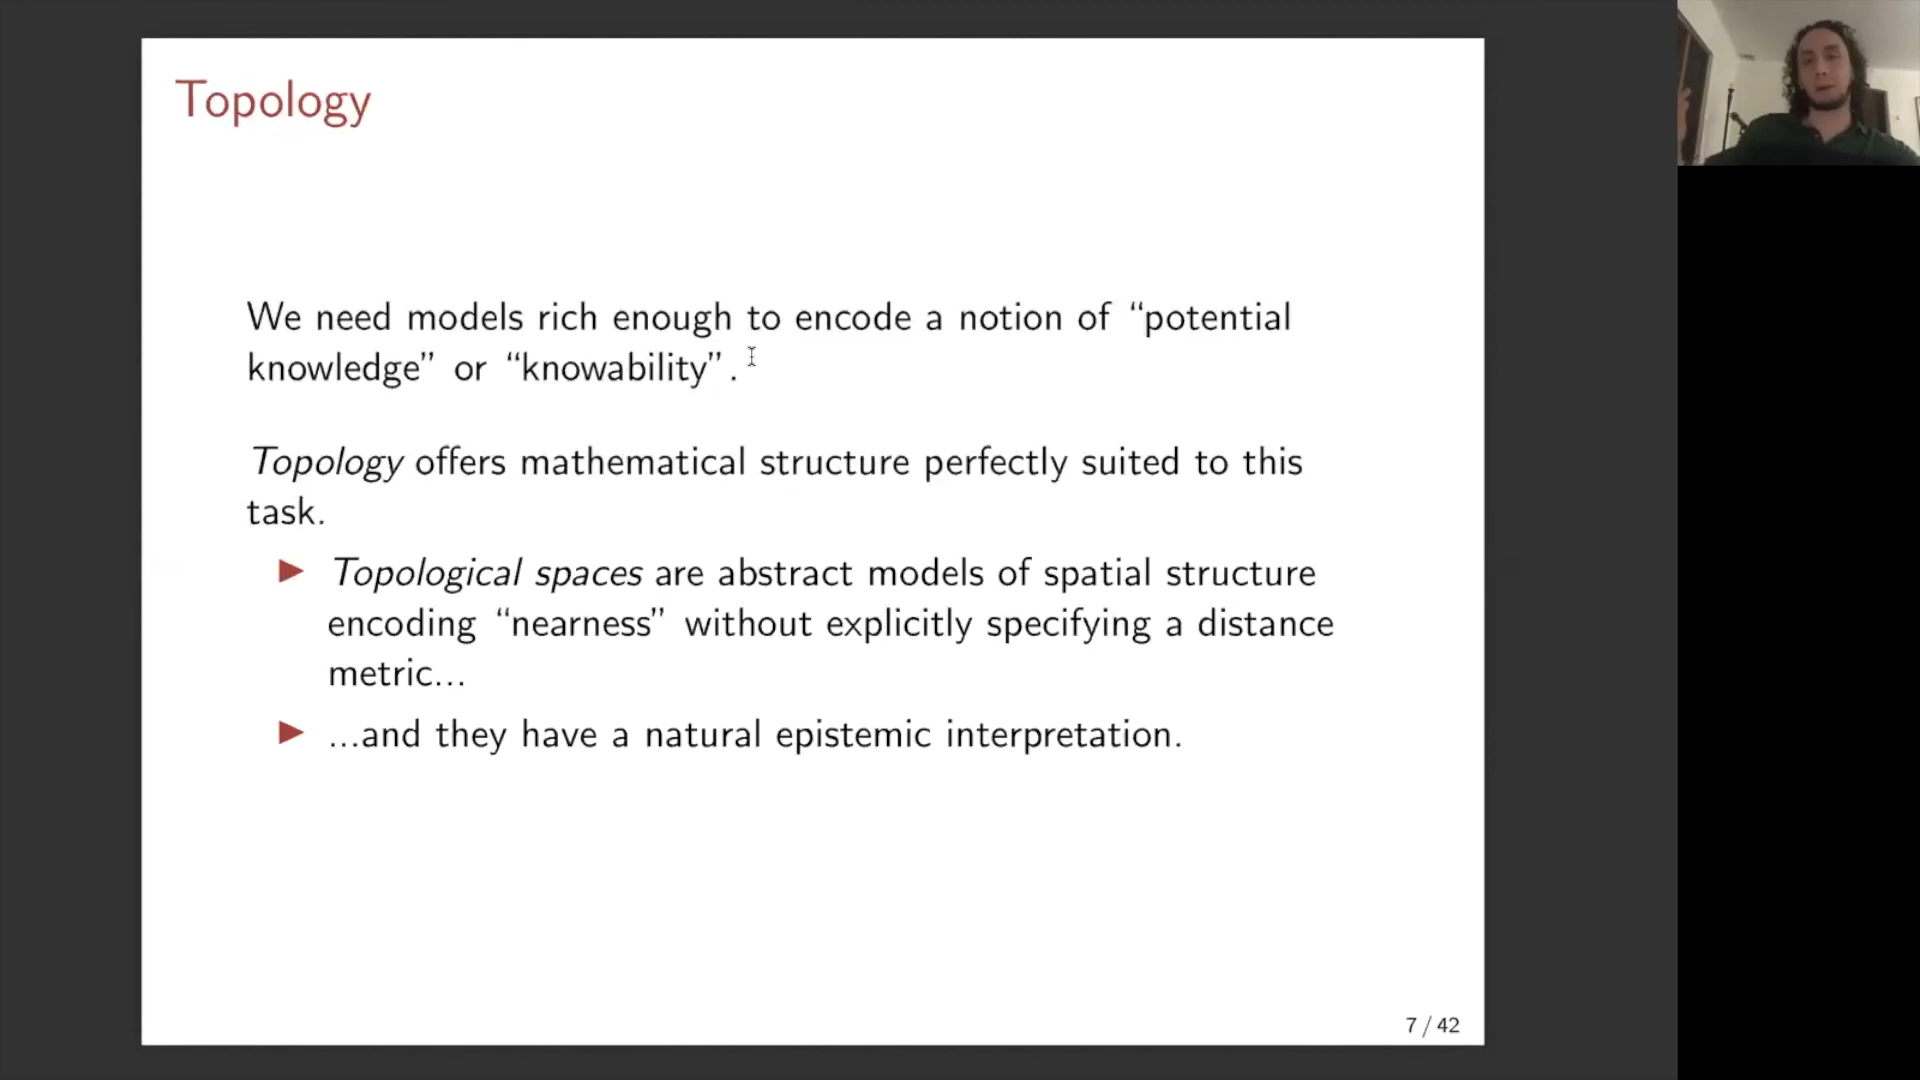 Topology
We need models rich enough to encode a notion of “potential
knowledge” or “knowability”.
Topology offers mathematical structure perfectly suited to this
task.
▶ Topological spaces are abstract models of spatial structure
encoding “nearness” without explicitly specifying a distance
metric...
▶ ...and they have a natural epistemic interpretation.
7 / 42